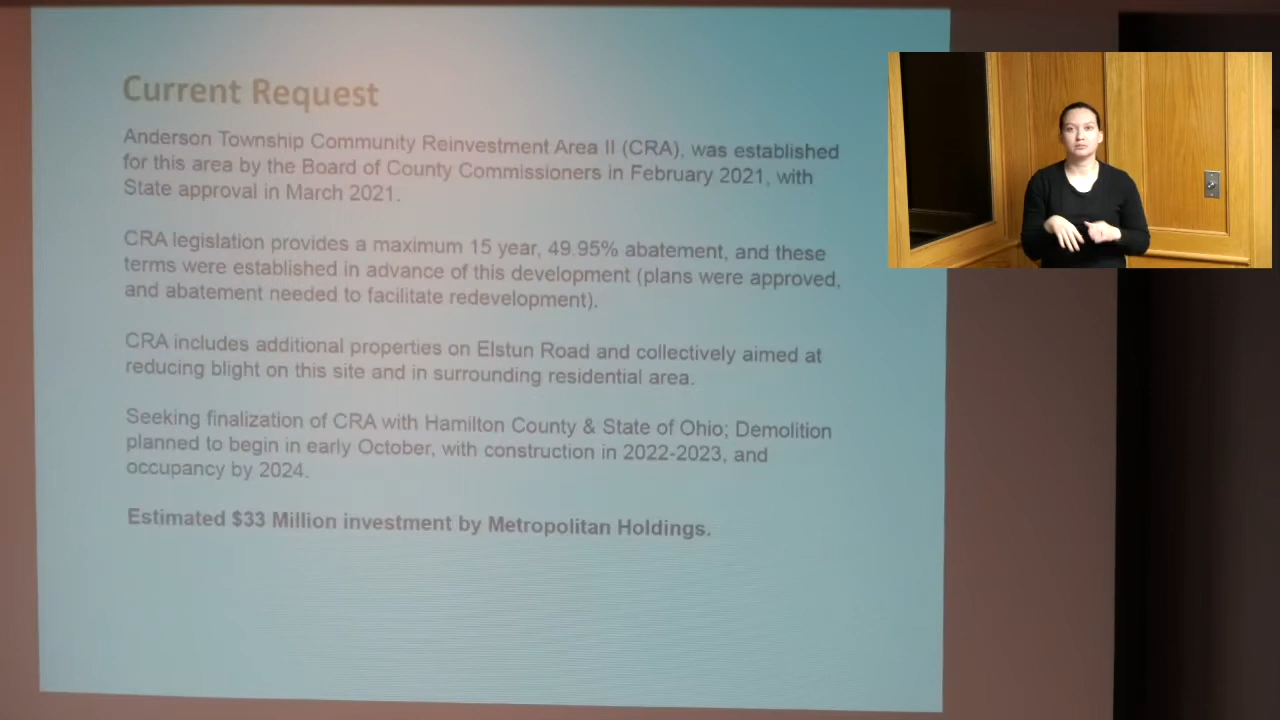 Current Request
Anderson Township Community Reinvestment Area II (CRA), was established
for this area by the Board of County Commissioners in February 2021, with
State approval in March 2021.
CRA legislation provides a maximum 15 year, 49.95% abatement, and these
terms were established in advance of this development (plans were approved,
and abatement needed to facilitate redevelopment).
CRA includes additional properties on Elstun Road and collectively aimed at
reducing blight on this site and in surrounding residential area.
Seeking finalization of CRA with Hamilton County & State of Ohio; Demolition
planned to begin in early October, with construction in 2022-2023, and
occupancy by 2024.
Estimated $33 Million investment by Metropolitan Holdings.